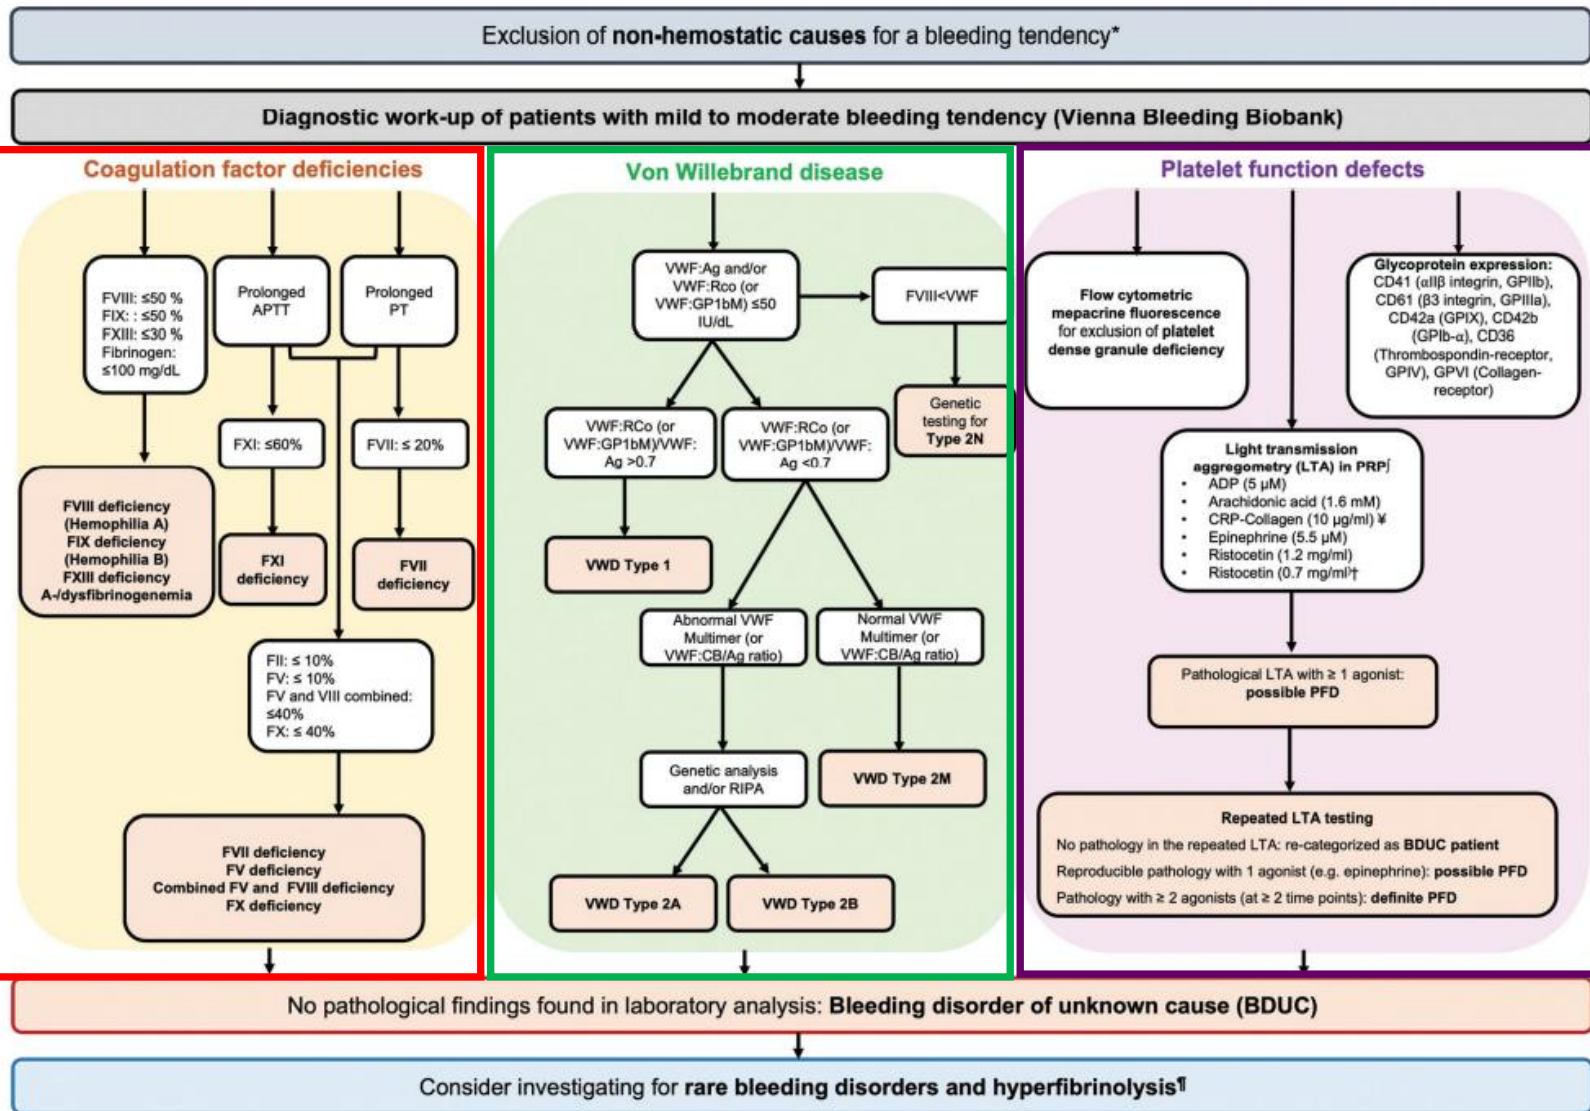 Exclusion of non-hemostatic causes for a bleeding tendency*
Diagnostic work-up of patients with mild to moderate bleeding tendency (Vienna Bleeding Biobank)
Coagulation factor deficiencies
FVIII: ≤50 %
FIX: : ≤50 %
FXIII: ≤30 %
Fibrinogen:
≤100 mg/dL
Prolonged
APTT
Prolonged
PT
FXI: ≤60%
FVII: ≤ 20%
FVIII deficiency
(Hemophilia A)
FIX deficiency
(Hemophilia B)
FXIII deficiency
A-/dysfibrinogenemia
FXI
deficiency
FVII
deficiency
FII: ≤ 10%
FV: ≤ 10%
FV and VIII combined:
≤40%
FX: ≤ 40%
FVII deficiency
FV deficiency
Combined FV and FVIII deficiency
FX deficiency
Von Willebrand disease
VWF:Ag and/or
VWF:Rco (or
VWF:GP1bM) ≤50
IU/dL
FVIII<VWF
Genetic
testing for
Type 2N
VWF:RCo (or
VWF:GP1bM)/VWF:
Ag >0.7
VWF:RCo (or
VWF:GP1bM)/VWF:
Ag <0.7
VWD Type 1
Abnormal VWF
Multimer (or
VWF:CB/Ag ratio)
Normal VWF
Multimer (or
VWF:CB/Ag ratio)
Genetic analysis
and/or RIPA
VWD Type 2M
VWD Type 2A
VWD Type 2B
Platelet function defects
Flow cytometric
mepacrine fluorescence
for exclusion of platelet
dense granule deficiency
Glycoprotein expression:
CD41 (αIIβ integrin, GPIIb),
CD61 (β3 integrin, GPIIIa),
CD42a (GPIX), CD42b
(GPIb-α), CD36
(Thrombospondin-receptor,
GPIV), GPVI (Collagen-
receptor)
Light transmission
aggregometry (LTA) in PRP∫
• ADP (5 µM)
• Arachidonic acid (1.6 mM)
• CRP-Collagen (10 µg/ml) ¥
• Epinephrine (5.5 µM)
• Ristocetin (1.2 mg/ml)
• Ristocetin (0.7 mg/ml)†
Pathological LTA with ≥ 1 agonist:
possible PFD
Repeated LTA testing
No pathology in the repeated LTA: re-categorized as BDUC patient
Reproducible pathology with 1 agonist (e.g. epinephrine): possible PFD
Pathology with ≥ 2 agonists (at ≥ 2 time points): definite PFD
No pathological findings found in laboratory analysis: Bleeding disorder of unknown cause (BDUC)
Consider investigating for rare bleeding disorders and hyperfibrinolysis¶